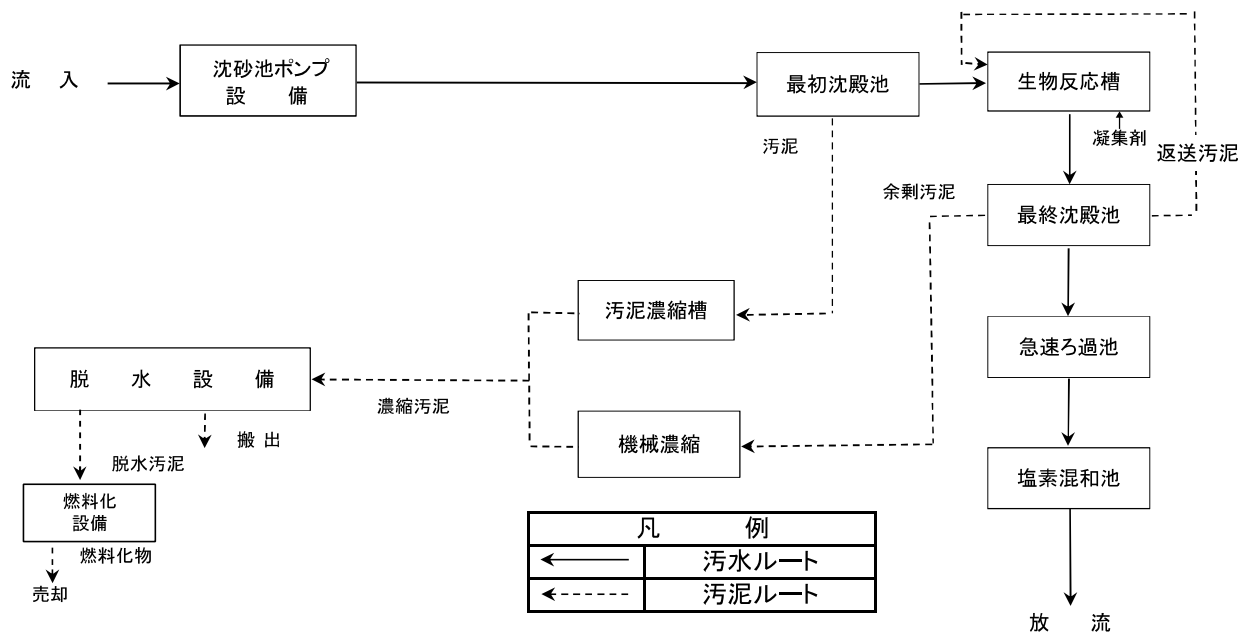 流 入
沈砂池ポンプ
設 備
最初沈殿池
生物反応槽
凝集剤
返送汚泥
汚泥
余剰汚泥
最終沈殿池
汚泥濃縮槽
急速ろ過池
脱 水 設 備
濃縮汚泥
機械濃縮
搬 出
脱水汚泥
塩素混和池
燃料化
設備
燃料化物
売却
凡 例
汚水ルート
汚泥ルート
放 流